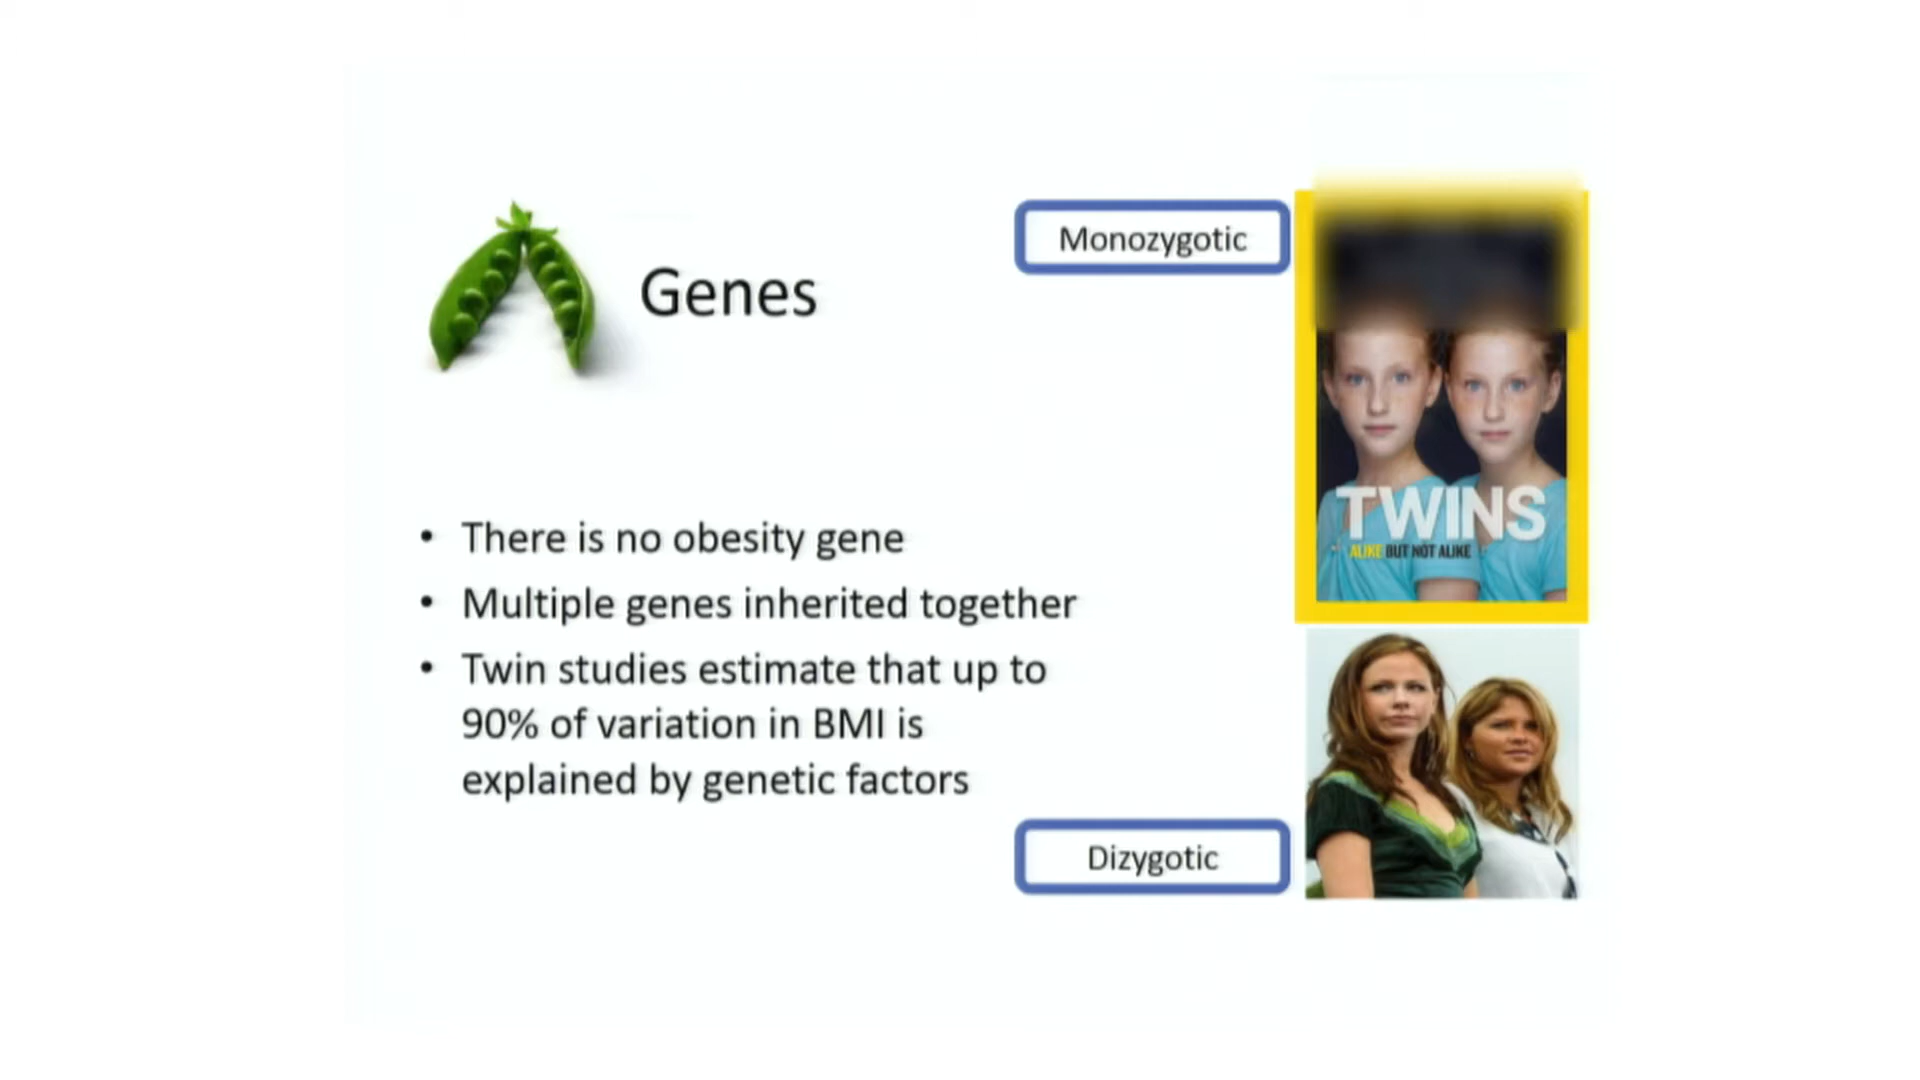 Genes
Monozygotic
TWINS
ALIKE BUT NOT ALIKE
• There is no obesity gene
• Multiple genes inherited together
• Twin studies estimate that up to
90% of variation in BMI is
explained by genetic factors
Dizygotic